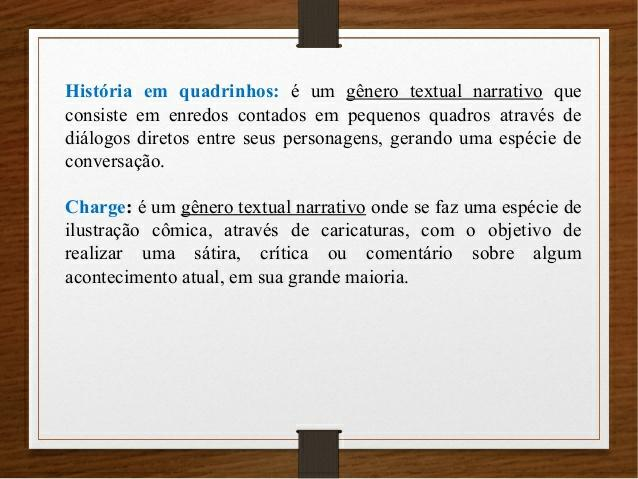 História em quadrinhos: é um gênero textual narrativo que
consiste em enredos contados em pequenos quadros através de
diálogos diretos entre seus personagens, gerando uma espécie de
conversação.
Charge: é um gênero textual narrativo onde se faz uma espécie de
ilustração cômica, através de caricaturas, com o objetivo de
realizar uma sátira, crítica ou comentário sobre algum
acontecimento atual, em sua grande maioria.